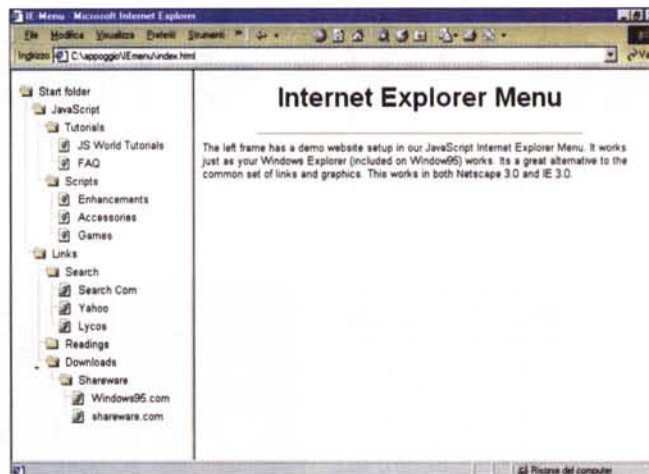 IE-Menu - Microsoft Internet Explorer
File Modifica Visualizza Preferiti Strumenti
Indirizzo C:\appoggio\IEmenu\index.html
Start folder
JavaScript
Tutorials
JS World Tutorials
FAQ
Scripts
Enhancements
Accessories
Games
Links
Search
Search Com
Yahoo
Lycos
Readings
Downloads
Shareware
Windows95.com
shareware.com
Internet Explorer Menu
The left frame has a demo website setup in our JavaScript Internet Explorer Menu. It works
just as your Windows Explorer (included on Window95) works. Its a great alternative to the
common set of links and graphics. This works in both Netscape 3.0 and IE 3.0.
Risorse del computer